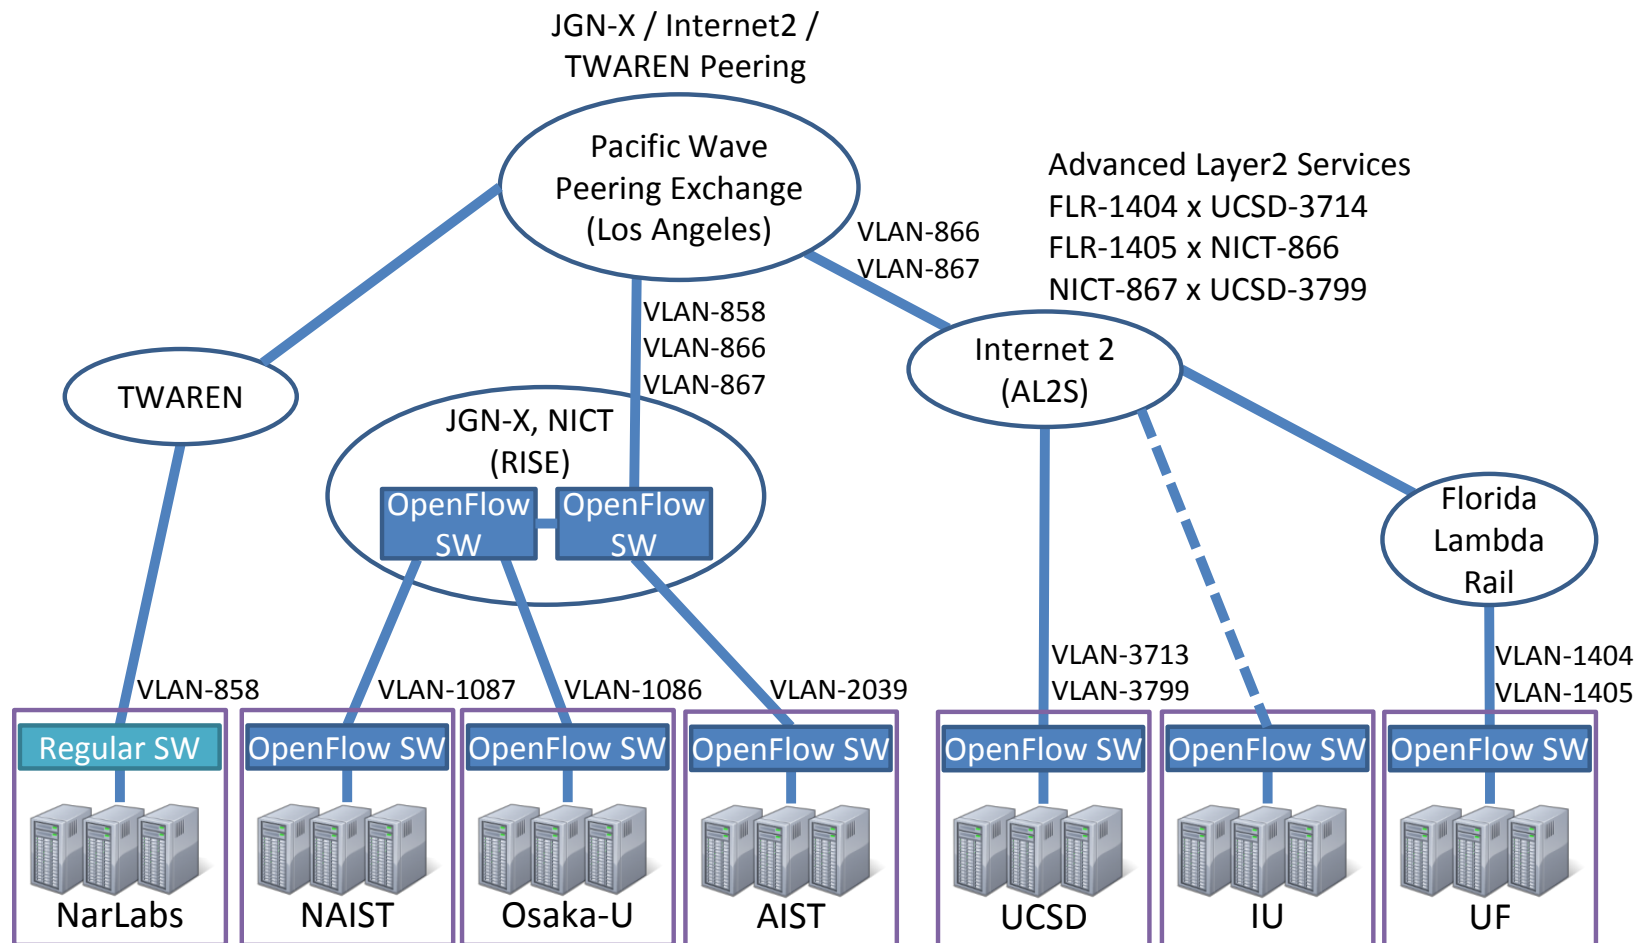 JGN-X / Internet2 /
TWAREN Peering
Pacific Wave
Peering Exchange
(Los Angeles)
VLAN-866
VLAN-867
Advanced Layer2 Services
FLR-1404 x UCSD-3714
FLR-1405 x NICT-866
NICT-867 x UCSD-3799
VLAN-858
VLAN-866
VLAN-867
Internet 2
(AL2S)
TWAREN
JGN-X, NICT
(RISE)
OpenFlow
SW
OpenFlow
SW
Florida
Lambda
Rail
VLAN-858
VLAN-1087
VLAN-1086
VLAN-2039
VLAN-3713
VLAN-3799
VLAN-1404
VLAN-1405
Regular SW
OpenFlow SW
OpenFlow SW
OpenFlow SW
OpenFlow SW
OpenFlow SW
OpenFlow SW
NarLabs
NAIST
Osaka-U
AIST
UCSD
IU
UF